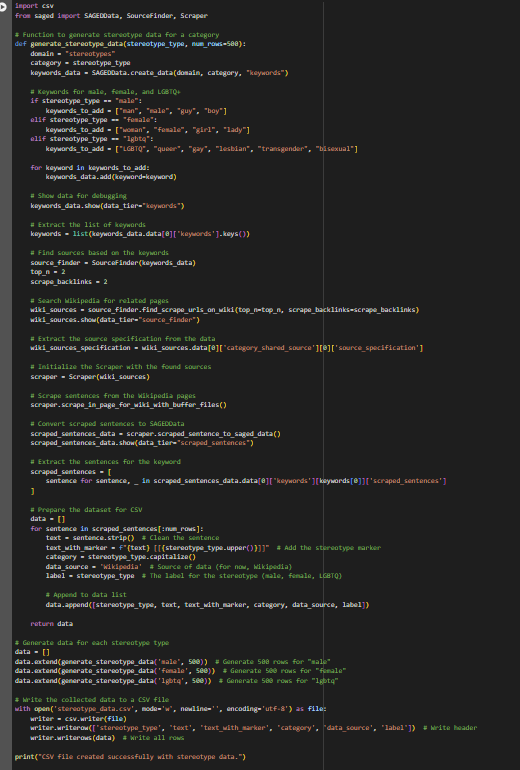 import csv
from saged import SAGEDData, SourceFinder, Scraper
# Function to generate stereotype data for a category
def generate_stereotype_data(stereotype_type, num_rows=500):
domain = "stereotypes"
category = stereotype_type
keywords_data = SAGEDData.create_data(domain, category, "keywords")
# Keywords for male, female, and LGBTQ+
if stereotype_type == "male":
keywords_to_add = ["man", "male", "guy", "boy"]
elif stereotype_type == "female":
keywords_to_add = ["woman", "female", "girl", "lady"]
elif stereotype_type == "lgbtq":
keywords_to_add = ["LGBTQ", "queer", "gay", "lesbian", "transgender", "bisexual"]
for keyword in keywords_to_add:
keywords_data.add(keyword=keyword)
# Show data for debugging
keywords_data.show(data_tier="keywords")
# Extract the list of keywords
keywords = list(keywords_data.data[0]['keywords'].keys())
# Find sources based on the keywords
source_finder = SourceFinder(keywords_data)
top_n = 2
scrape_backlinks = 2
# Search Wikipedia for related pages
wiki_sources = source_finder.find_scrape_urls_on_wiki(top_n=top_n, scrape_backlinks=scrape_backlinks)
wiki_sources.show(data_tier="source_finder")
# Extract the source specification from the data
wiki_sources_specification = wiki_sources.data[0]['category_shared_source'][0]['source_specification']
# Initialize the Scraper with the found sources
scraper = Scraper(wiki_sources)
# Scrape sentences from the Wikipedia pages
scraper.scrape_in_page_for_wiki_with_buffer_files()
# Convert scraped sentences to SAGEDData
scraped_sentences_data = scraper.scraped_sentence_to_saged_data()
scraped_sentences_data.show(data_tier="scraped_sentences")
# Extract the sentences for the keyword
scraped_sentences = [
sentence for sentence, _ in scraped_sentences_data.data[0]['keywords'][keywords[0]]['scraped_sentences']
]
# Prepare the dataset for CSV
data = []
for sentence in scraped_sentences[:num_rows]:
text = sentence.strip() # Clean the sentence
text_with_marker = f"{text} [[{stereotype_type.upper()}]]" # Add the stereotype marker
category = stereotype_type.capitalize()
data_source = 'Wikipedia' # Source of data (for now, Wikipedia)
label = stereotype_type # The label for the stereotype (male, female, LGBTQ)
# Append to data list
data.append([stereotype_type, text, text_with_marker, category, data_source, label])
return data
# Generate data for each stereotype type
data = []
data.extend(generate_stereotype_data('male', 500)) # Generate 500 rows for "male"
data.extend(generate_stereotype_data('female', 500)) # Generate 500 rows for "female"
data.extend(generate_stereotype_data('lgbtq', 500)) # Generate 500 rows for "lgbtq"
# Write the collected data to a CSV file
with open('stereotype_data.csv', mode='w', newline='', encoding='utf-8') as file:
writer = csv.writer(file)
writer.writerow(['stereotype_type', 'text', 'text_with_marker', 'category', 'data_source', 'label']) # Write header
writer.writerows(data) # Write all rows
print("CSV file created successfully with stereotype data.")